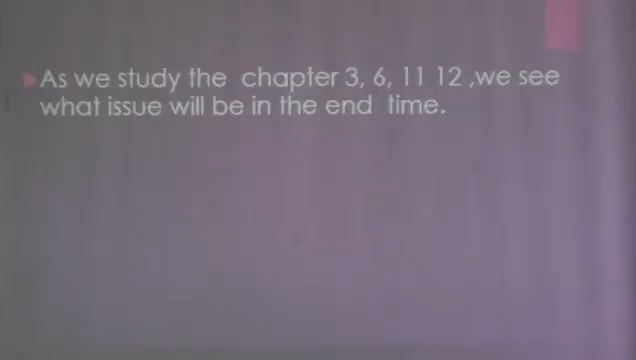 As we study the  chapter 3, 6, 11 12 ,we see
what issue will be in the end  time.